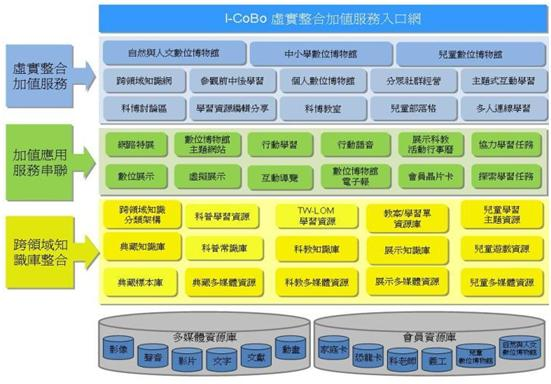 I-CoBo 虛實整合加值服務入口網
虛實整合
加值服務
自然與人文數位博物館
中小學數位博物館
兒童數位博物館
跨領域知識網
參觀前中後學習
個人數位博物館
分眾社群經營
主題式互動學習
科博討論區
學習資源編輯分享
科博教室
兒童部落格
多人連線學習
加值應用
服務串聯
網路特展
數位博物館
主題網站
行動學習
行動語音
展示科教
活動行事曆
協力學習任務
數位展示
虛擬展示
互動導覽
數位博物館
電子報
會員晶片卡
探索學習任務
跨領域知
識庫整合
跨領域知識
分類架構
科普學習資源
TW-LOM
學習資源
教案/學習單
資源庫
兒童學習
主題資源
典藏知識庫
科普常識庫
科教知識庫
展示知識庫
兒童遊戲資源
典藏標本庫
典藏多媒體資源
科教多媒體資源
展示多媒體資源
兒童多媒體資源
多媒體資源庫
影像
聲音
影片
文字
文獻
動畫
會員資源庫
家庭卡
恐龍卡
科老師
義工
兒童
數位博物館
自然與人文
數位博物館